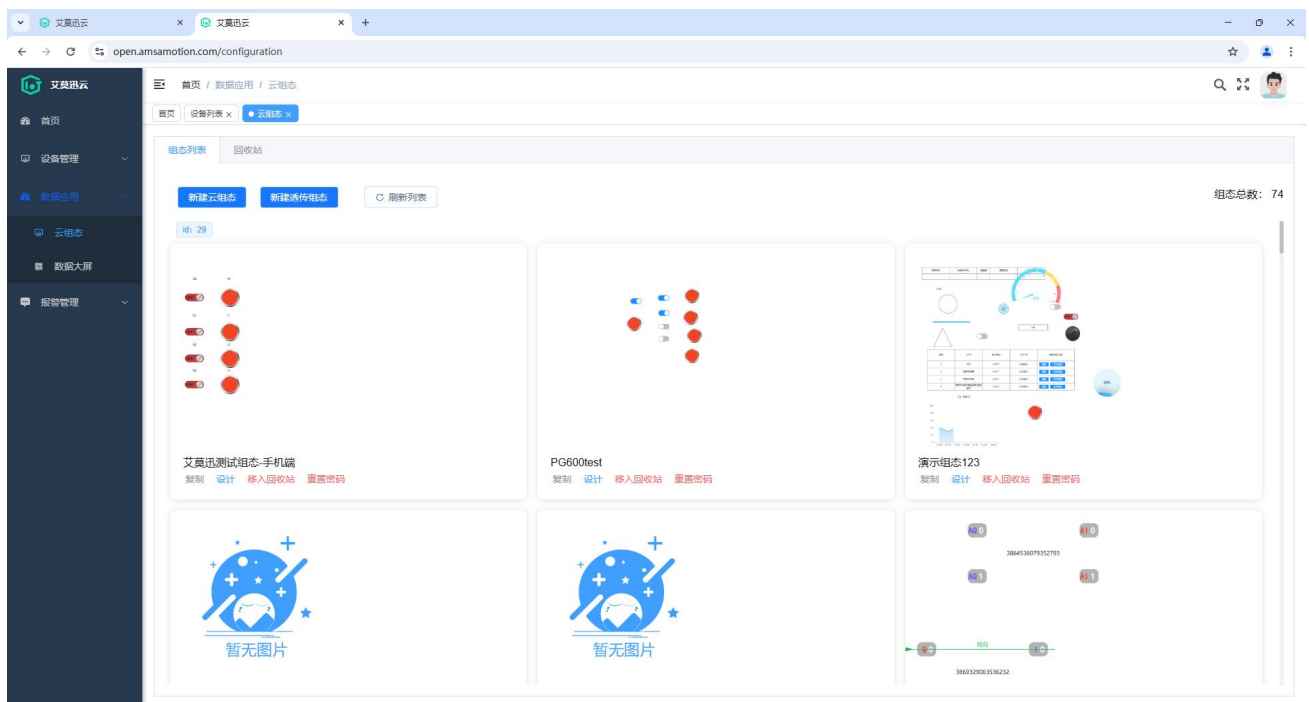 艾莫迅云
艾莫迅云
open.amsamotion.com/configuration
艾莫迅云
首页 / 数据应用 / 云组态
首页 设备列表 云组态
首页
设备管理
数据应用
云组态
数据大屏
报警管理
组态列表 回收站
新建云组态 新建透传组态 刷新列表 组态总数： 74
id: 29
艾莫迅测试组态-手机端
复制 设计 移入回收站 重置密码
PG600test
复制 设计 移入回收站 重置密码
演示组态123
复制 设计 移入回收站 重置密码
暂无图片
暂无图片
AQ 0 AI 0
3864536079352793
AQ 1 AI 1
Q 0 I 0
3869329063536232